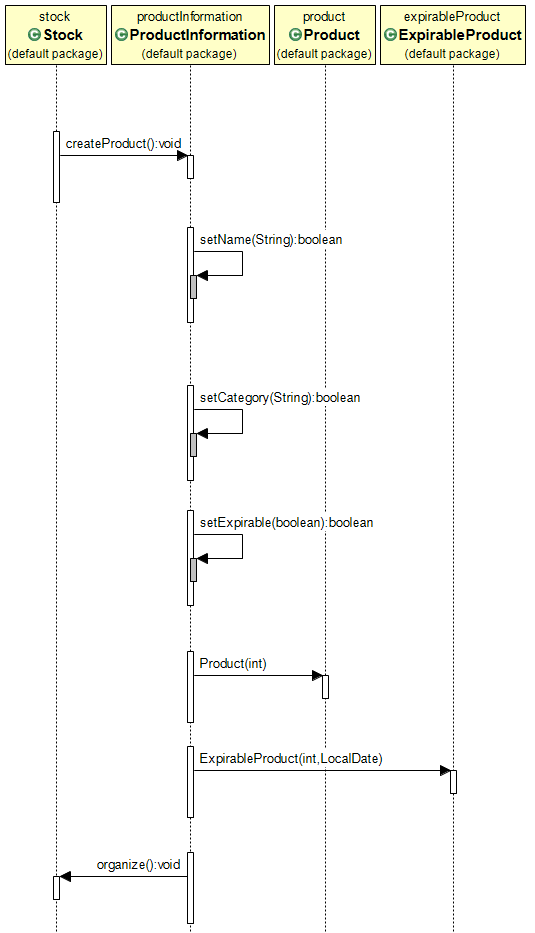 stock
C Stock
(default package)
productInformation
C ProductInformation
(default package)
product
C Product
(default package)
expirableProduct
C ExpirableProduct
(default package)
createProduct():void
setName(String):boolean
setCategory(String):boolean
setExpirable(boolean):boolean
Product(int)
ExpirableProduct(int,LocalDate)
organize():void